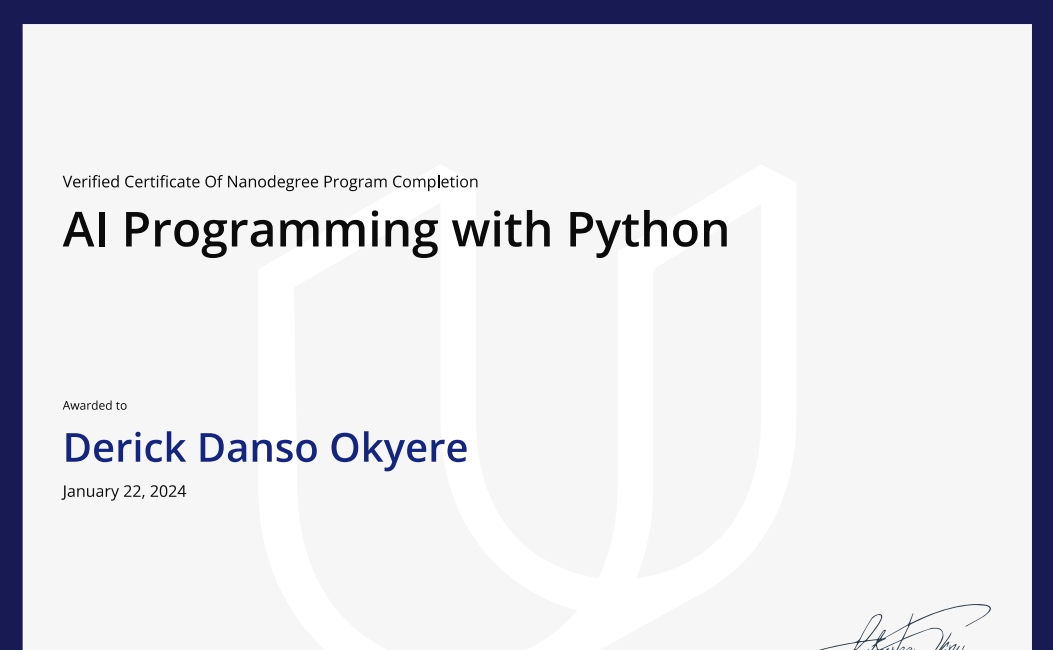 Verified Certificate Of Nanodegree Program Completion
AI Programming with Python
Awarded to
Derick Danso Okyere
January 22, 2024